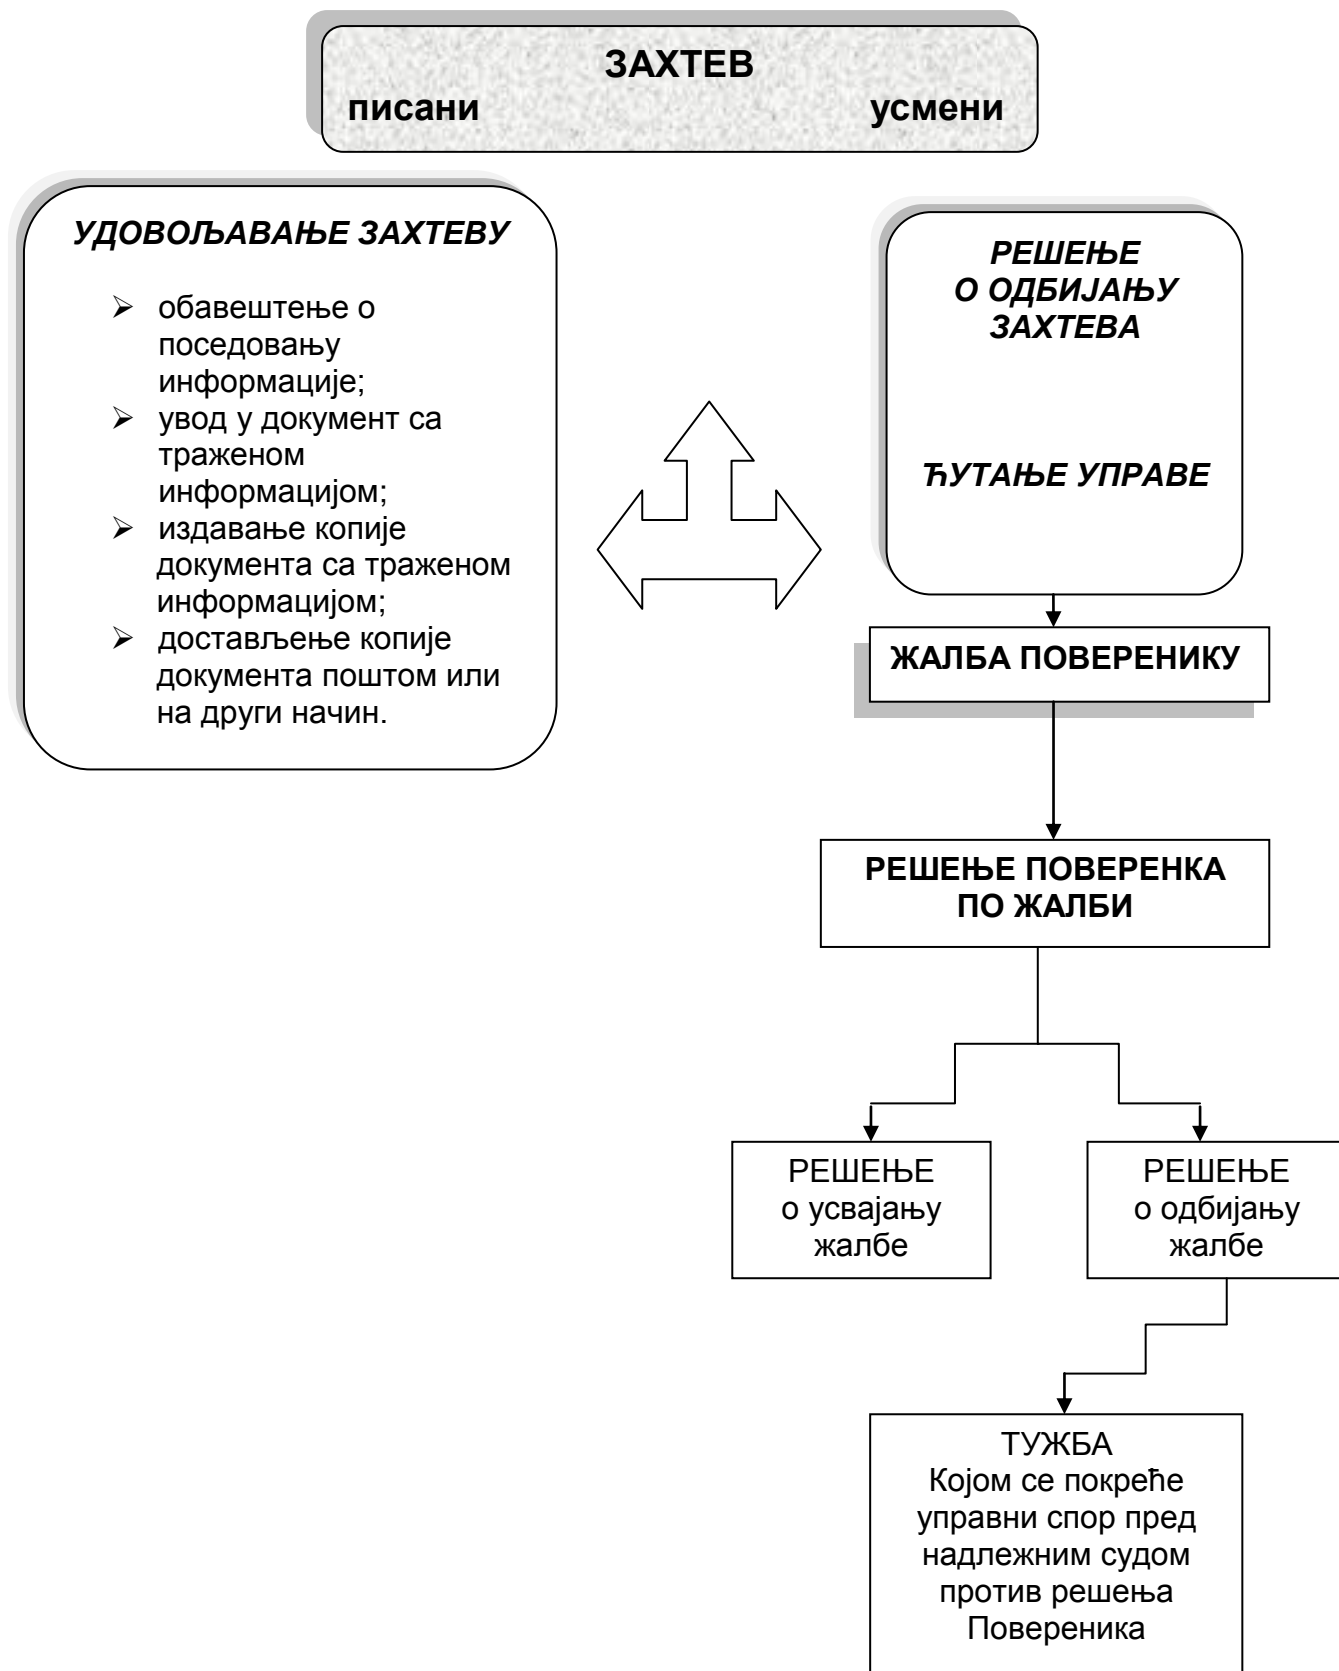 ЗАХТЕВ
писани усмени
УДОВОЉАВАЊЕ ЗАХТЕВУ
➢ обавештење о
поседовању
информације;
➢ увод у документ са
траженом
информацијом;
➢ издавање копије
документа са траженом
информацијом;
➢ достављење копије
документа поштом или
на други начин.
РЕШЕЊЕ
О ОДБИЈАЊУ
ЗАХТЕВА
ЋУТАЊЕ УПРАВЕ
ЖАЛБА ПОВЕРЕНИКУ
РЕШЕЊЕ ПОВЕРЕНКА
ПО ЖАЛБИ
РЕШЕЊЕ
о усвајању
жалбе
РЕШЕЊЕ
о одбијању
жалбе
ТУЖБА
Којом се покреће
управни спор пред
надлежним судом
против решења
Повереника